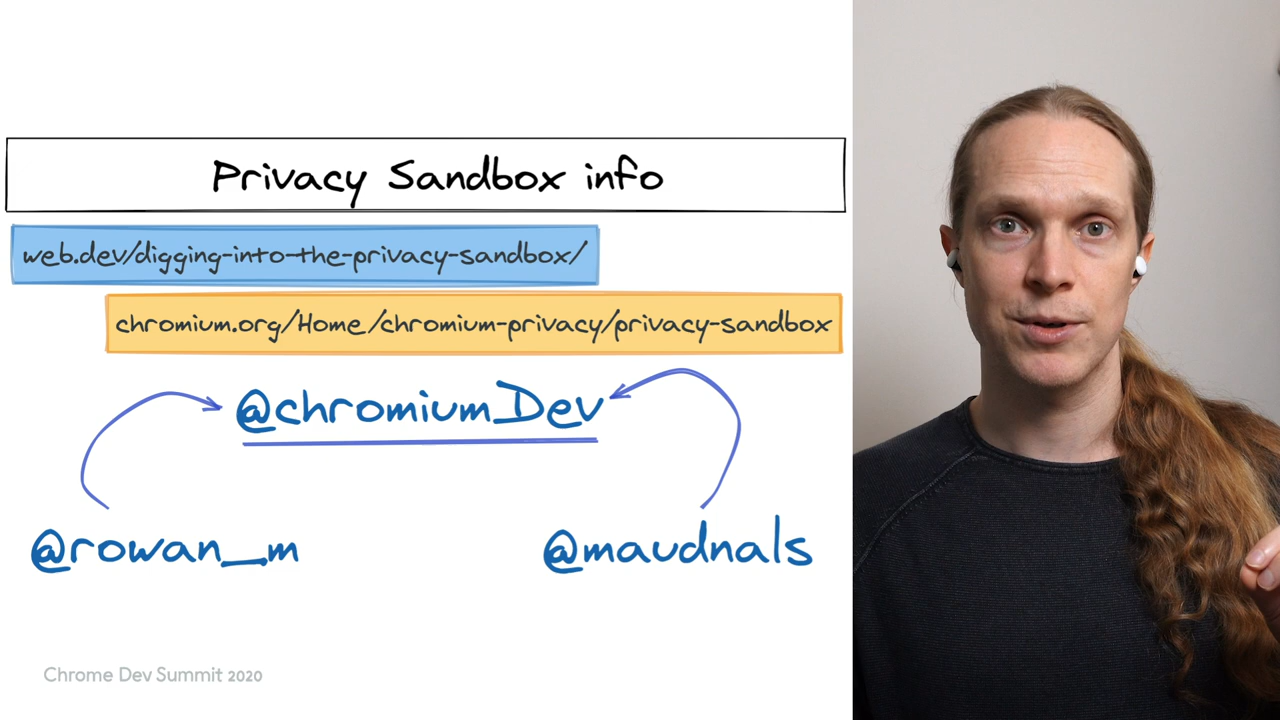 Privacy Sandbox info
web.dev/digging-into-the-privacy-sandbox/
chromium.org/Home/chromium-privacy/privacy-sandbox
@chromiumDev
@rowan_m
@maudnals
Chrome Dev Summit 2020